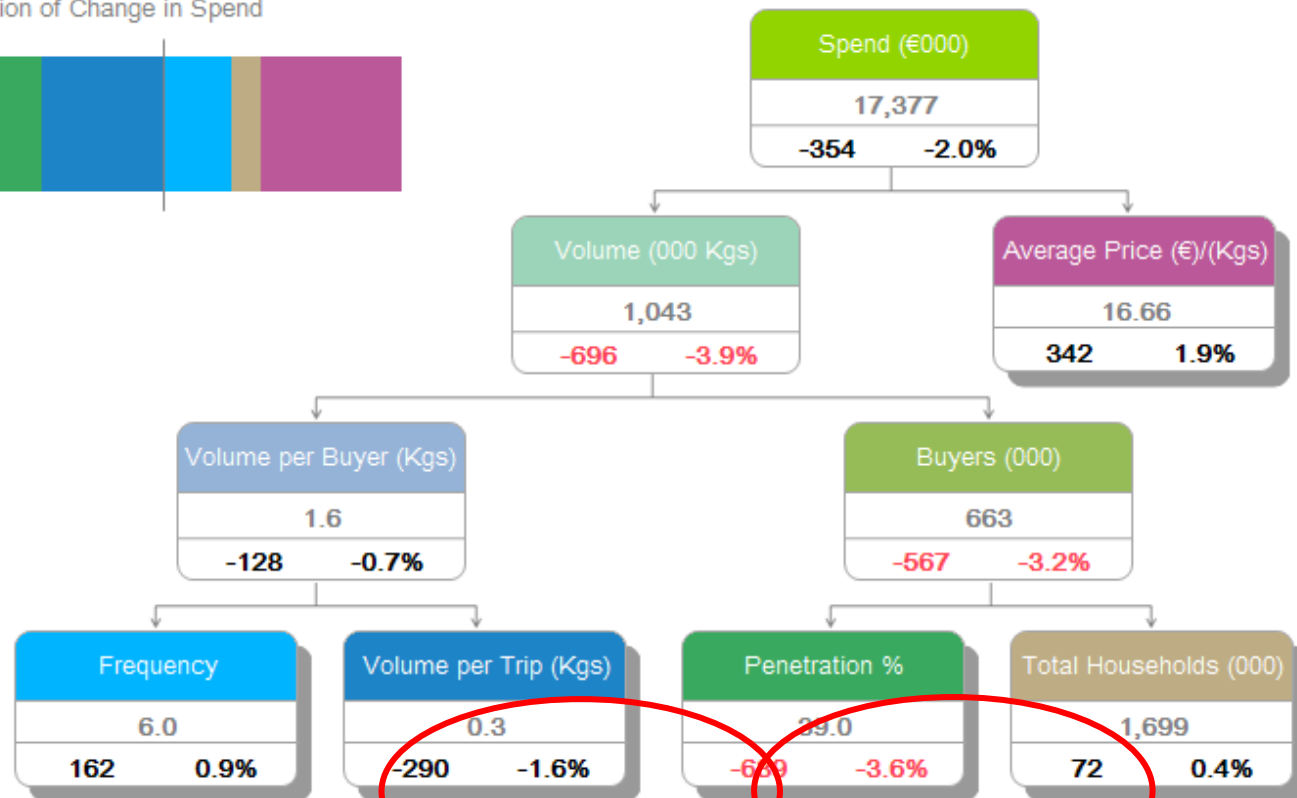 ion of Change in Spend
Spend (€000)
17,377
-354 -2.0%
Volume (000 Kgs)
1,043
-696 -3.9%
Average Price (€)/(Kgs)
16.66
342 1.9%
Volume per Buyer (Kgs)
1.6
-128 -0.7%
Buyers (000)
663
-567 -3.2%
Frequency
6.0
162 0.9%
Volume per Trip (Kgs)
0.3
-290 -1.6%
Penetration %
39.0
-639 -3.6%
Total Households (000)
1,699
72 0.4%